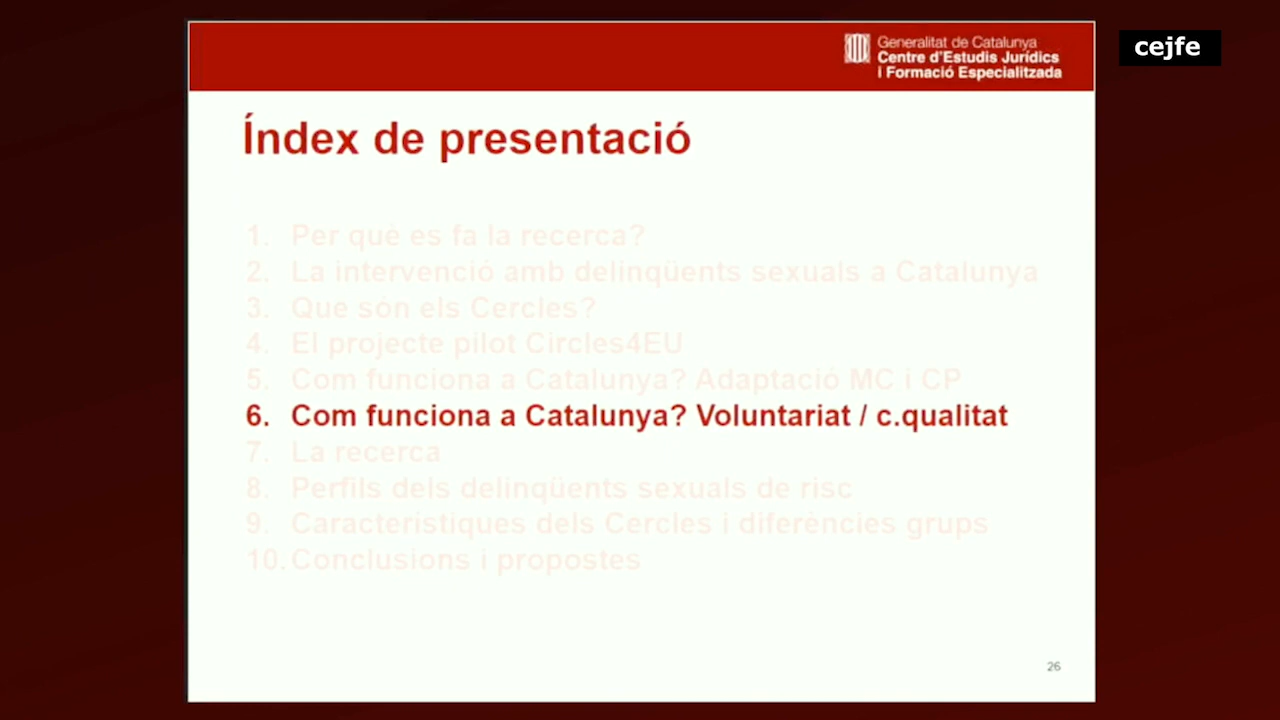 Generalitat de Catalunya
Centre d'Estudis Jurídics
i Formació Especialitzada
cejfe
Índex de presentació
1. Per què es fa la recerca?
2. La intervenció amb delinqüents sexuals a Catalunya
3. Que són els Cercles?
4. El projecte pilot Circles4EU
5. Com funciona a Catalunya? Adaptació MC i CP
6. Com funciona a Catalunya? Voluntariat / c.qualitat
7. La recerca
8. Perfils dels delinqüents sexuals de risc
9. Característiques dels Cercles i diferències grups
10. Conclusions i propostes
26